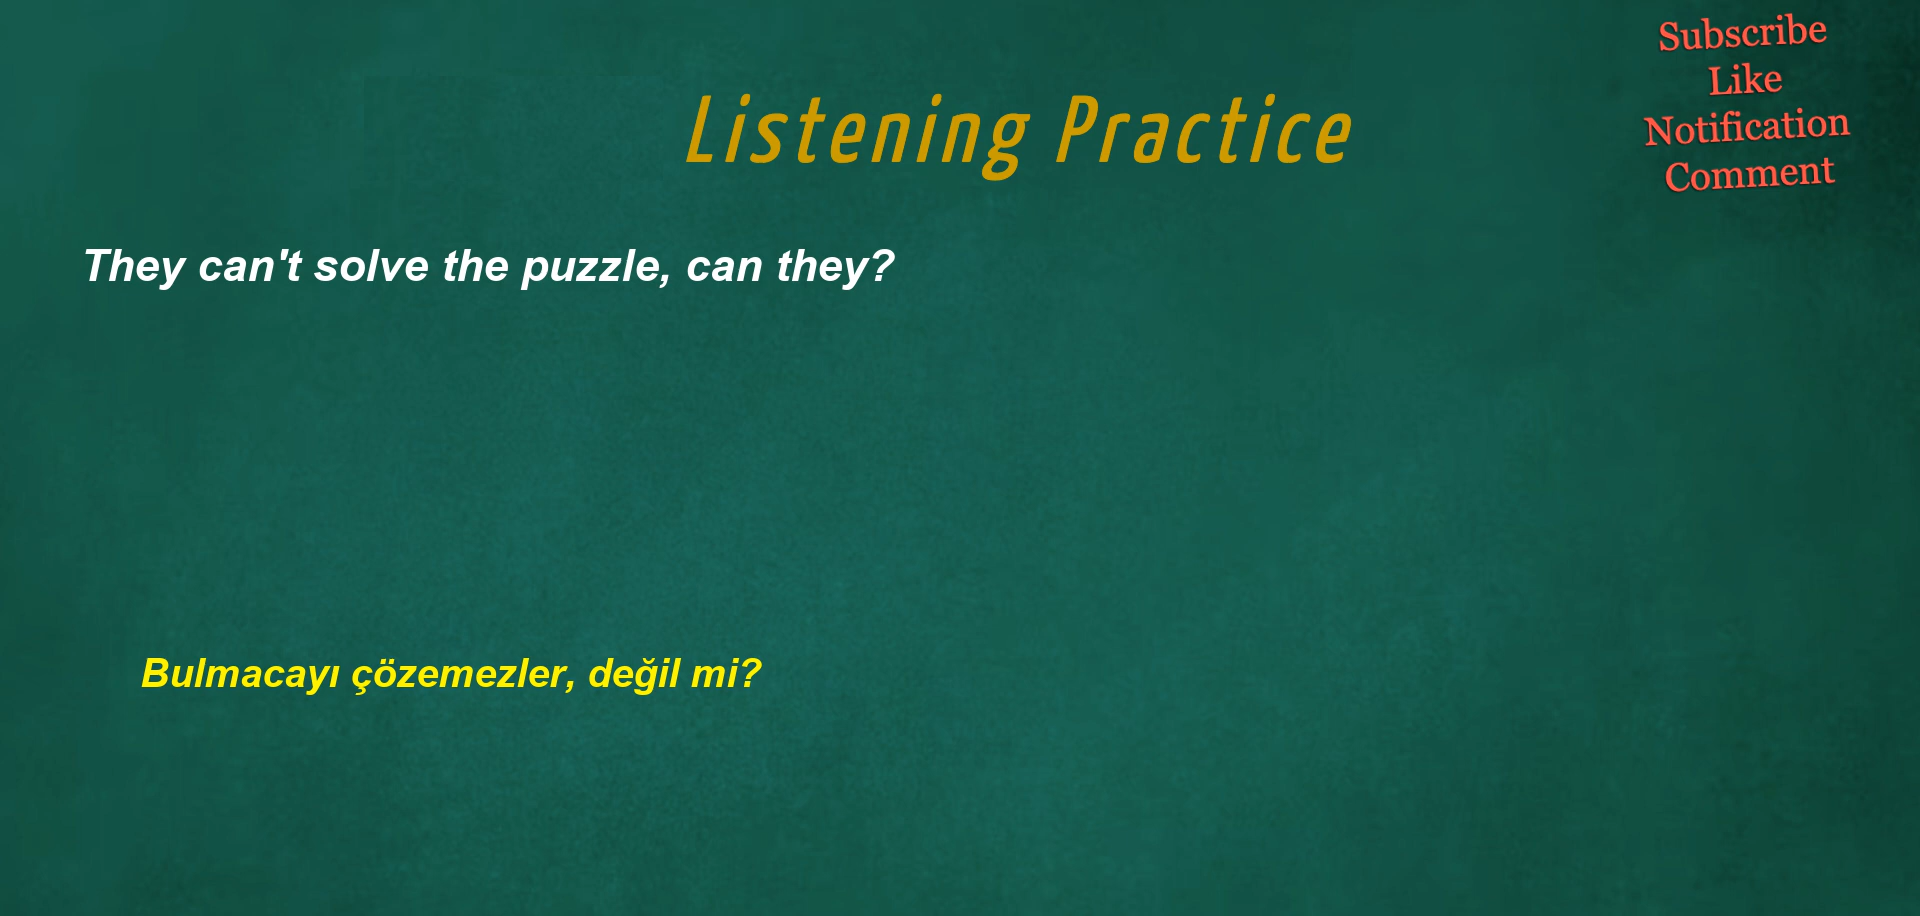 Subscribe
Like
Notification
Comment
Listening Practice
They can't solve the puzzle, can they?
Bulmacayı çözemezler, değil mi?